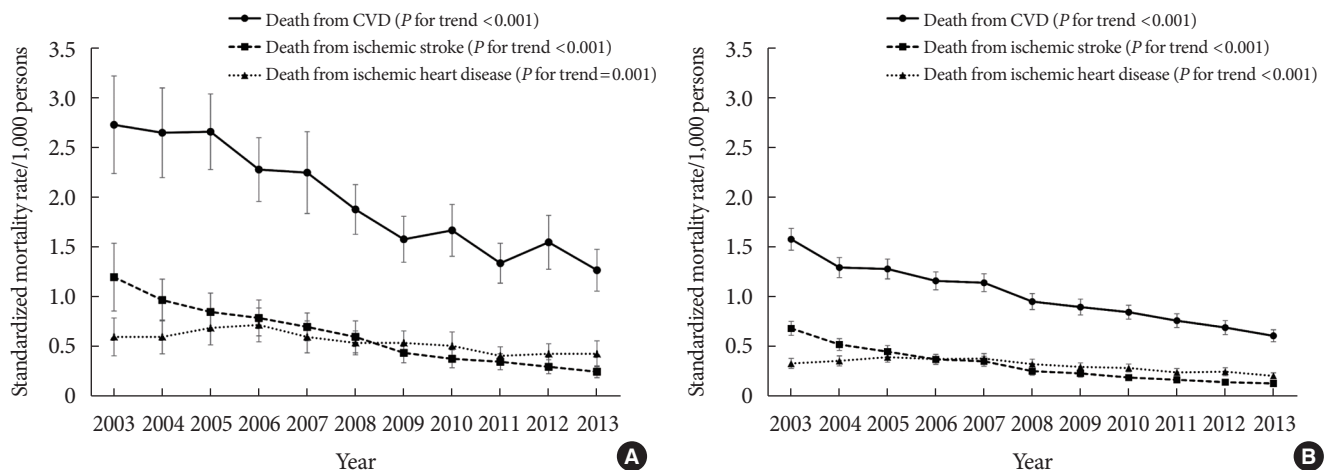 Death from CVD (P for trend <0.001)
Death from ischemic stroke (P for trend <0.001)
Death from ischemic heart disease (P for trend=0.001)
Standardized mortality rate/1,000 persons
3.5
3.0
2.5
2.0
1.5
1.0
0.5
0
2003 2004 2005 2006 2007 2008 2009 2010 2011 2012 2013
Year
A
Death from CVD (P for trend <0.001)
Death from ischemic stroke (P for trend <0.001)
Death from ischemic heart disease (P for trend <0.001)
Standardized mortality rate/1,000 persons
3.5
3.0
2.5
2.0
1.5
1.0
0.5
0
2003 2004 2005 2006 2007 2008 2009 2010 2011 2012 2013
Year
B